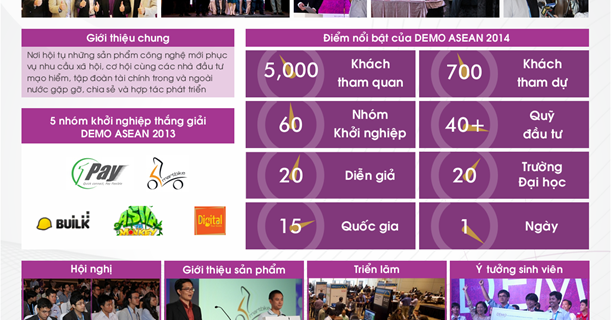 Giới thiệu chung
Nơi hội tụ những sản phẩm công nghệ mới phục
vụ nhu cầu xã hội, cơ hội cùng các nhà đầu tư
mạo hiểm, tập đoàn tài chính trong và ngoài
nước gặp gỡ, chia sẻ và hợp tác phát triển
5 nhóm khởi nghiệp thắng giải
DEMO ASEAN 2013
iPay
BUILK
Digital
Điểm nổi bật của DEMO ASEAN 2014
5,000
Khách
tham quan
700
Khách
tham dự
60
Nhóm
Khởi nghiệp
40+
Quỹ
đầu tư
20
Diễn giả
20
Trường
Đại học
15
Quốc gia
1
Ngày
Hội nghị
Giới thiệu sản phẩm
Triển lãm
Ý tưởng sinh viên